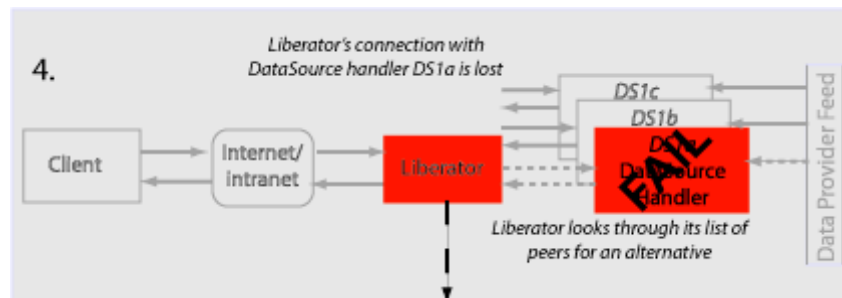 4.
Liberator's connection with
DataSource handler DS1a is lost
DS1c
DS1b
DS1a
Client
Internet/
intranet
Liberator
DataSource
Handler
FAIL
Data Provider Feed
Liberator looks through its list of
peers for an alternative